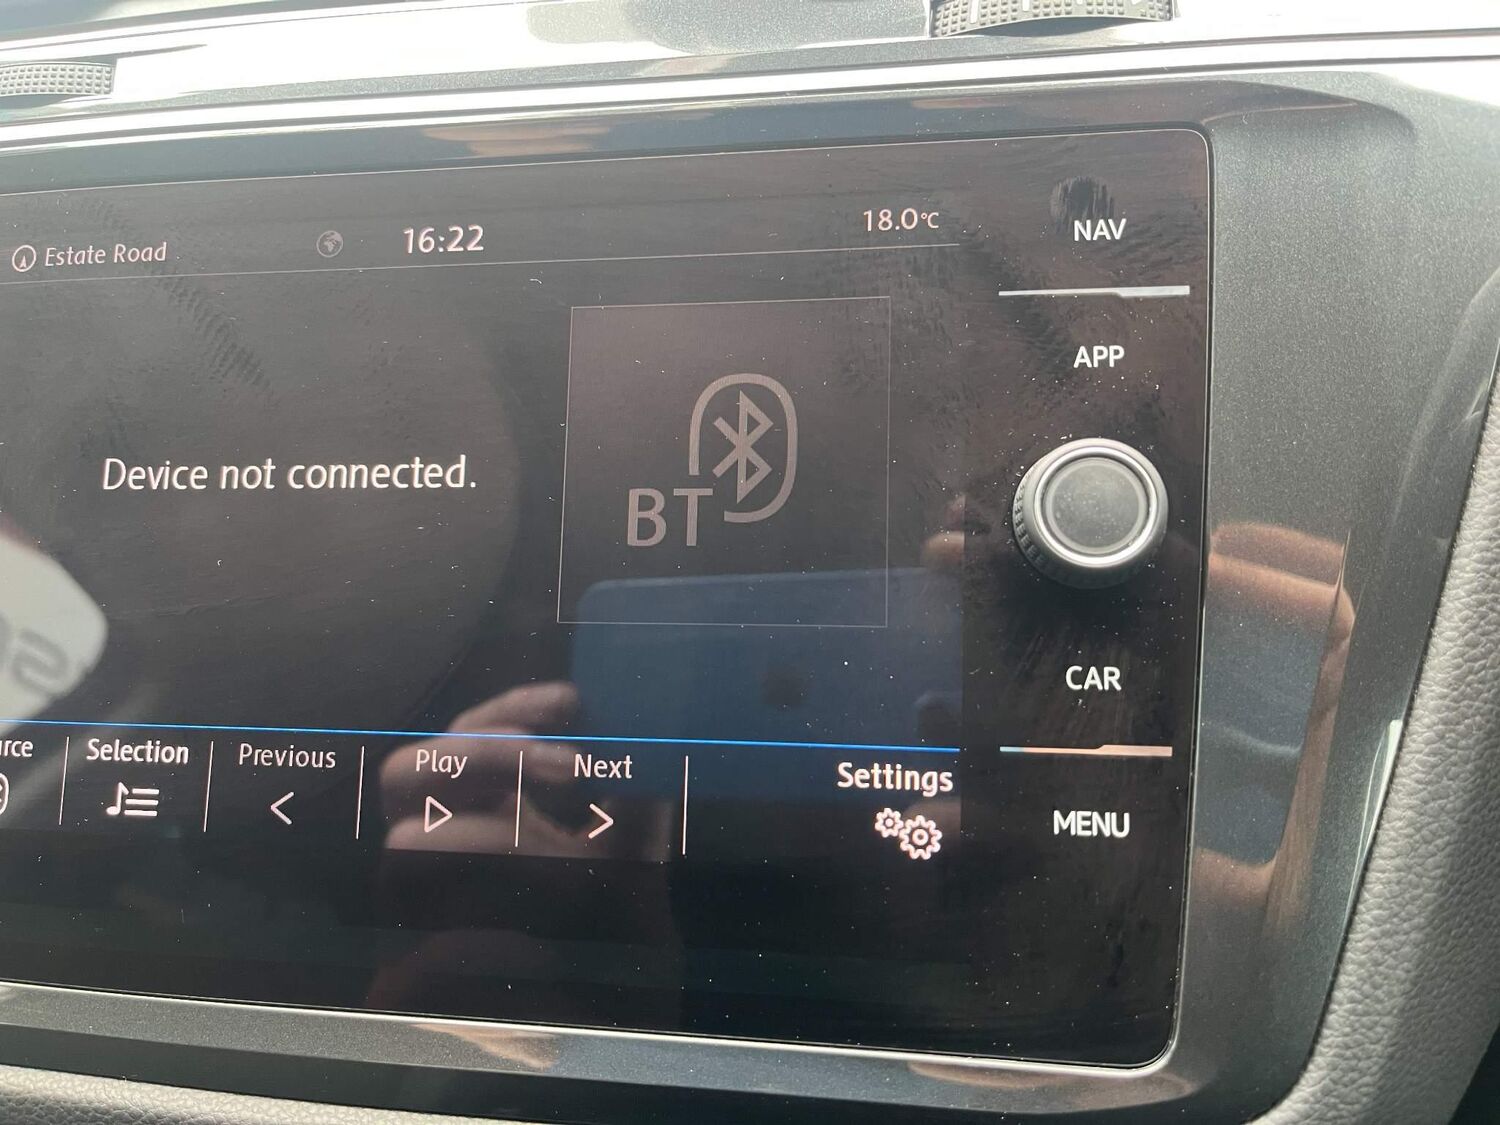 Estate Road
16:22
18.0°C
NAV
APP
Device not connected.
BT
CAR
Selection
Previous
Play
Next
Settings
MENU